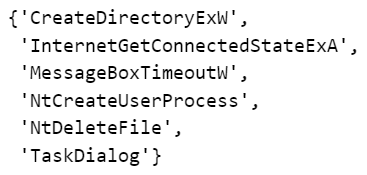 {'CreateDirectoryExW',
 'InternetGetConnectedStateExA',
 'MessageBoxTimeoutW',
 'NtCreateUserProcess',
 'NtDeleteFile',
 'TaskDialog'}